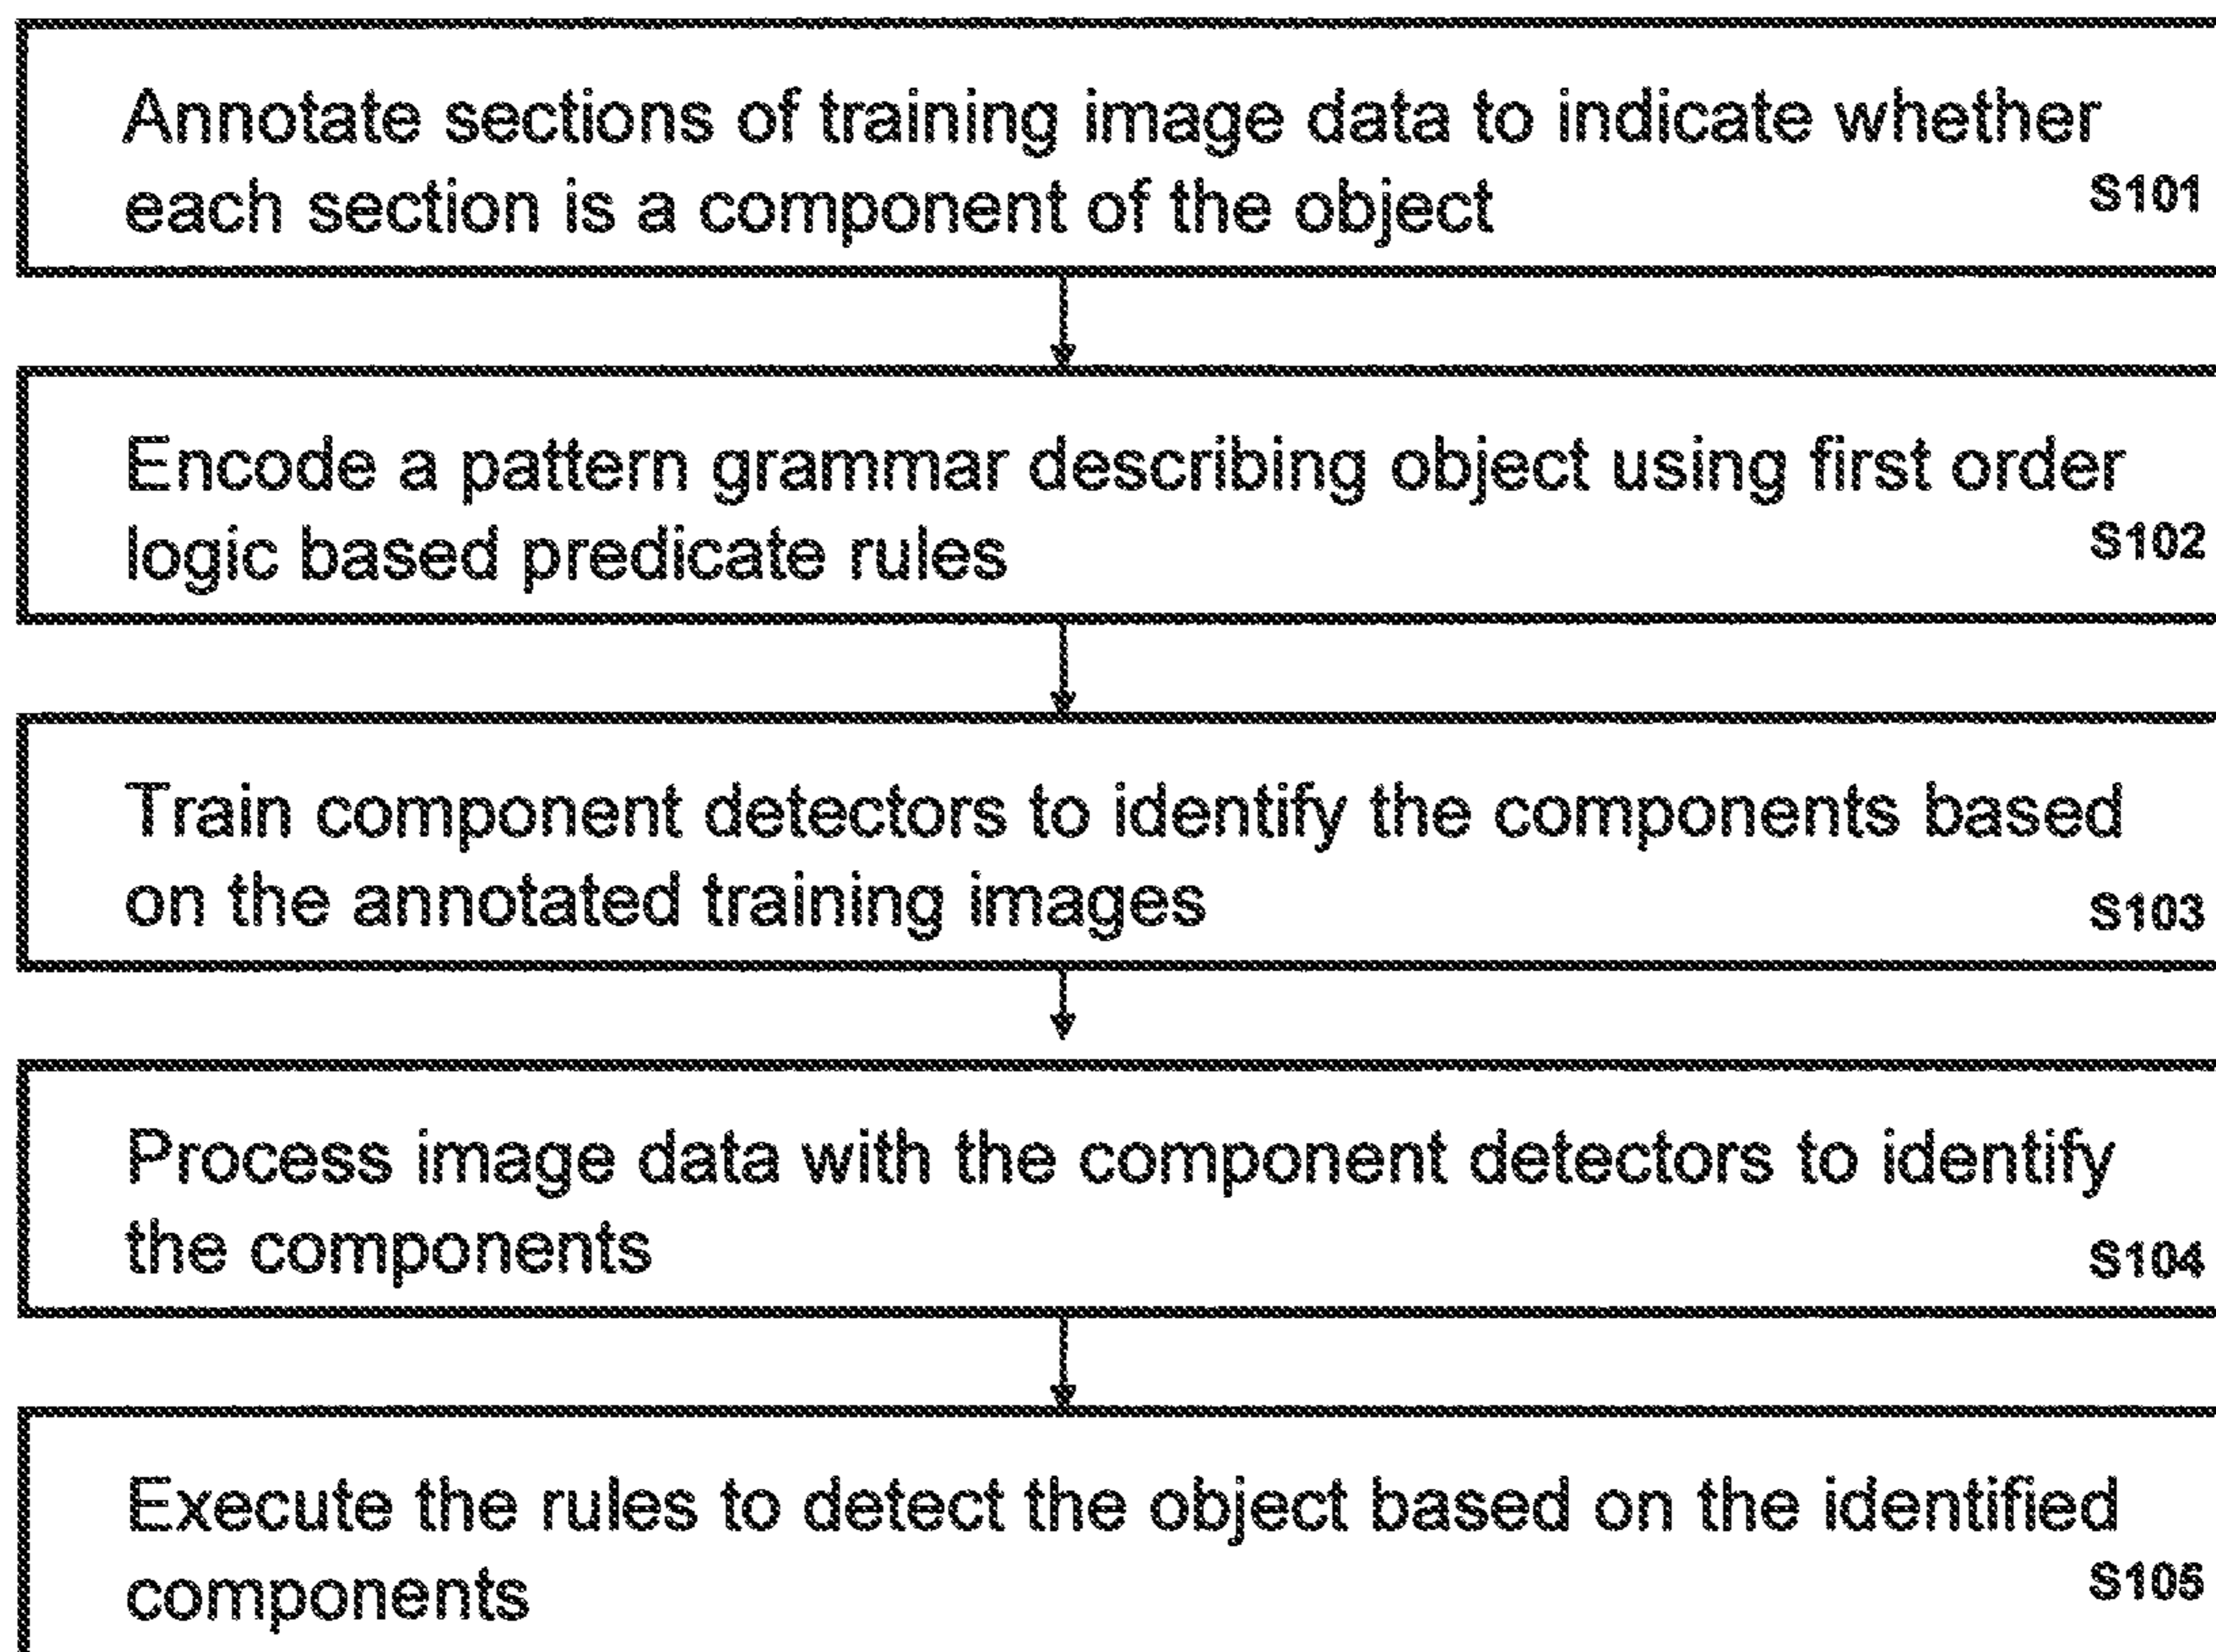 Annotate sections of training image data to indicate whether
each section is a component of the object S101
Encode a pattern grammar describing object using first order
logic based predicate rules S102
Train component detectors to identify the components based
on the annotated training images S103
Process image data with the component detectors to identify
the components S104
Execute the rules to detect the object based on the identified
components S105